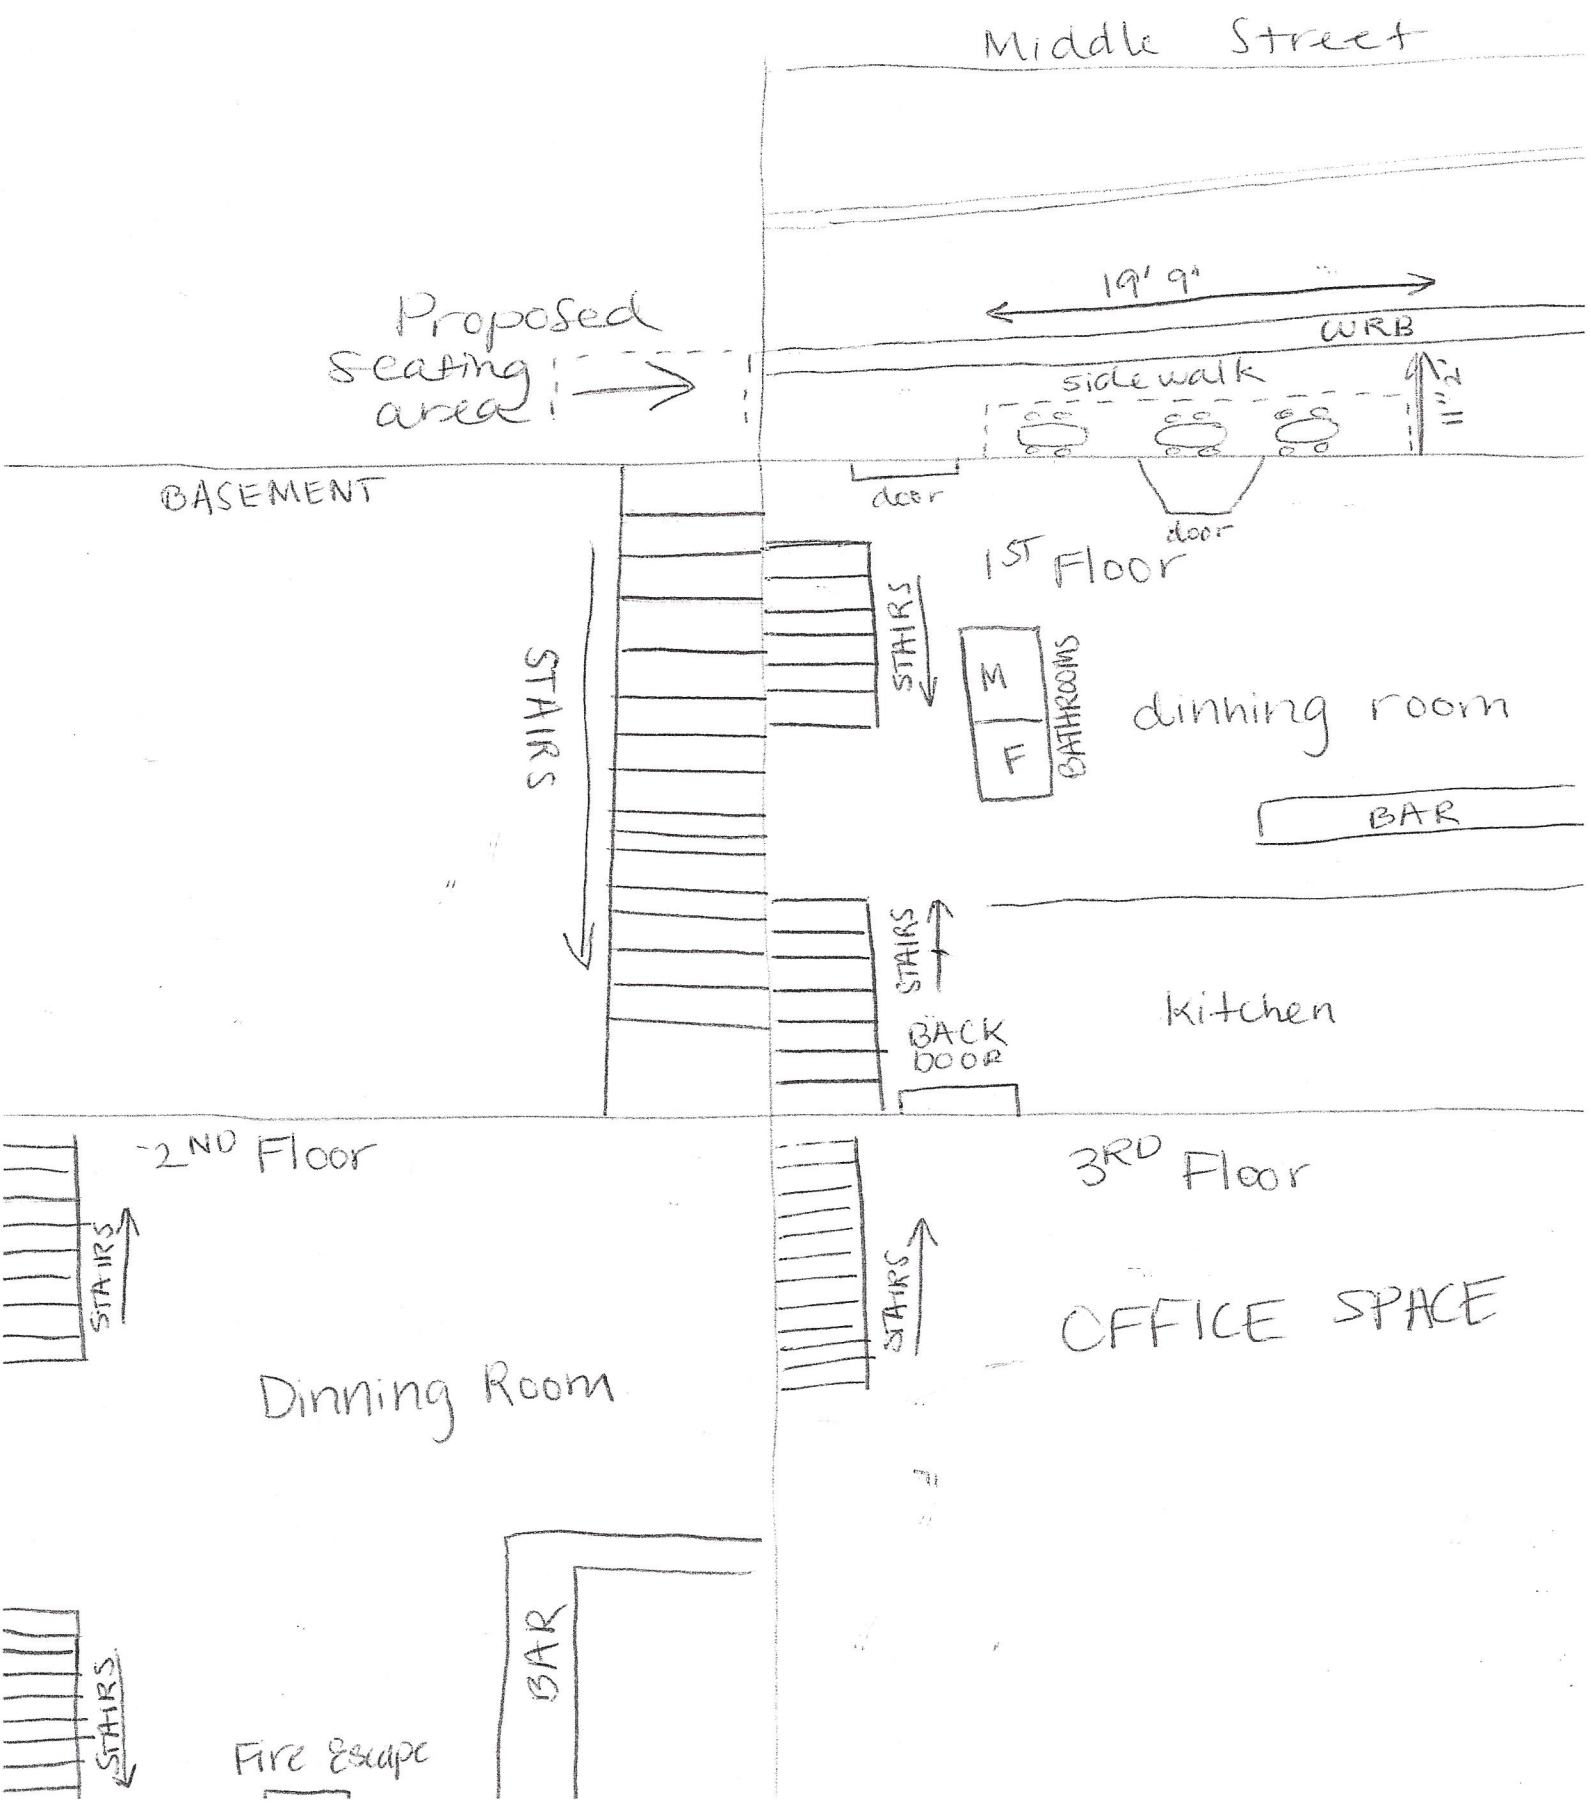 Middle Street
19' 9"
CURB
Proposed
seating
area
sidewalk
11' 2"
BASEMENT
door
door
1ST Floor
STAIRS
STAIRS
M
F
BATHROOMS
dinning room
BAR
STAIRS
BACK
DOOR
kitchen
2ND Floor
STAIRS
Dinning Room
BAR
STAIRS
Fire Escape
3RD Floor
STAIRS
OFFICE SPACE